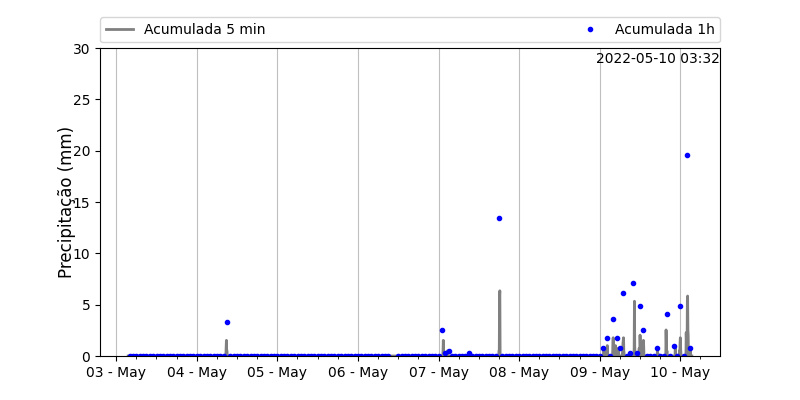 Acumulada 5 min
Acumulada 1h
2022-05-10 03:32
Precipitação (mm)
30
25
20
15
10
5
0
03 - May
04 - May
05 - May
06 - May
07 - May
08 - May
09 - May
10 - May